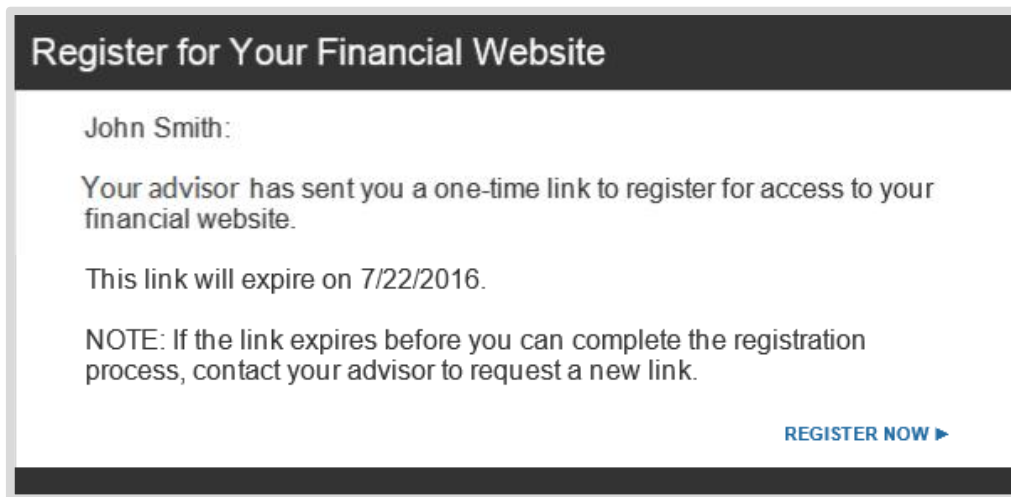 Register for Your Financial Website
John Smith:
Your advisor has sent you a one-time link to register for access to your
financial website.
This link will expire on 7/22/2016.
NOTE: If the link expires before you can complete the registration
process, contact your advisor to request a new link.
REGISTER NOW ►